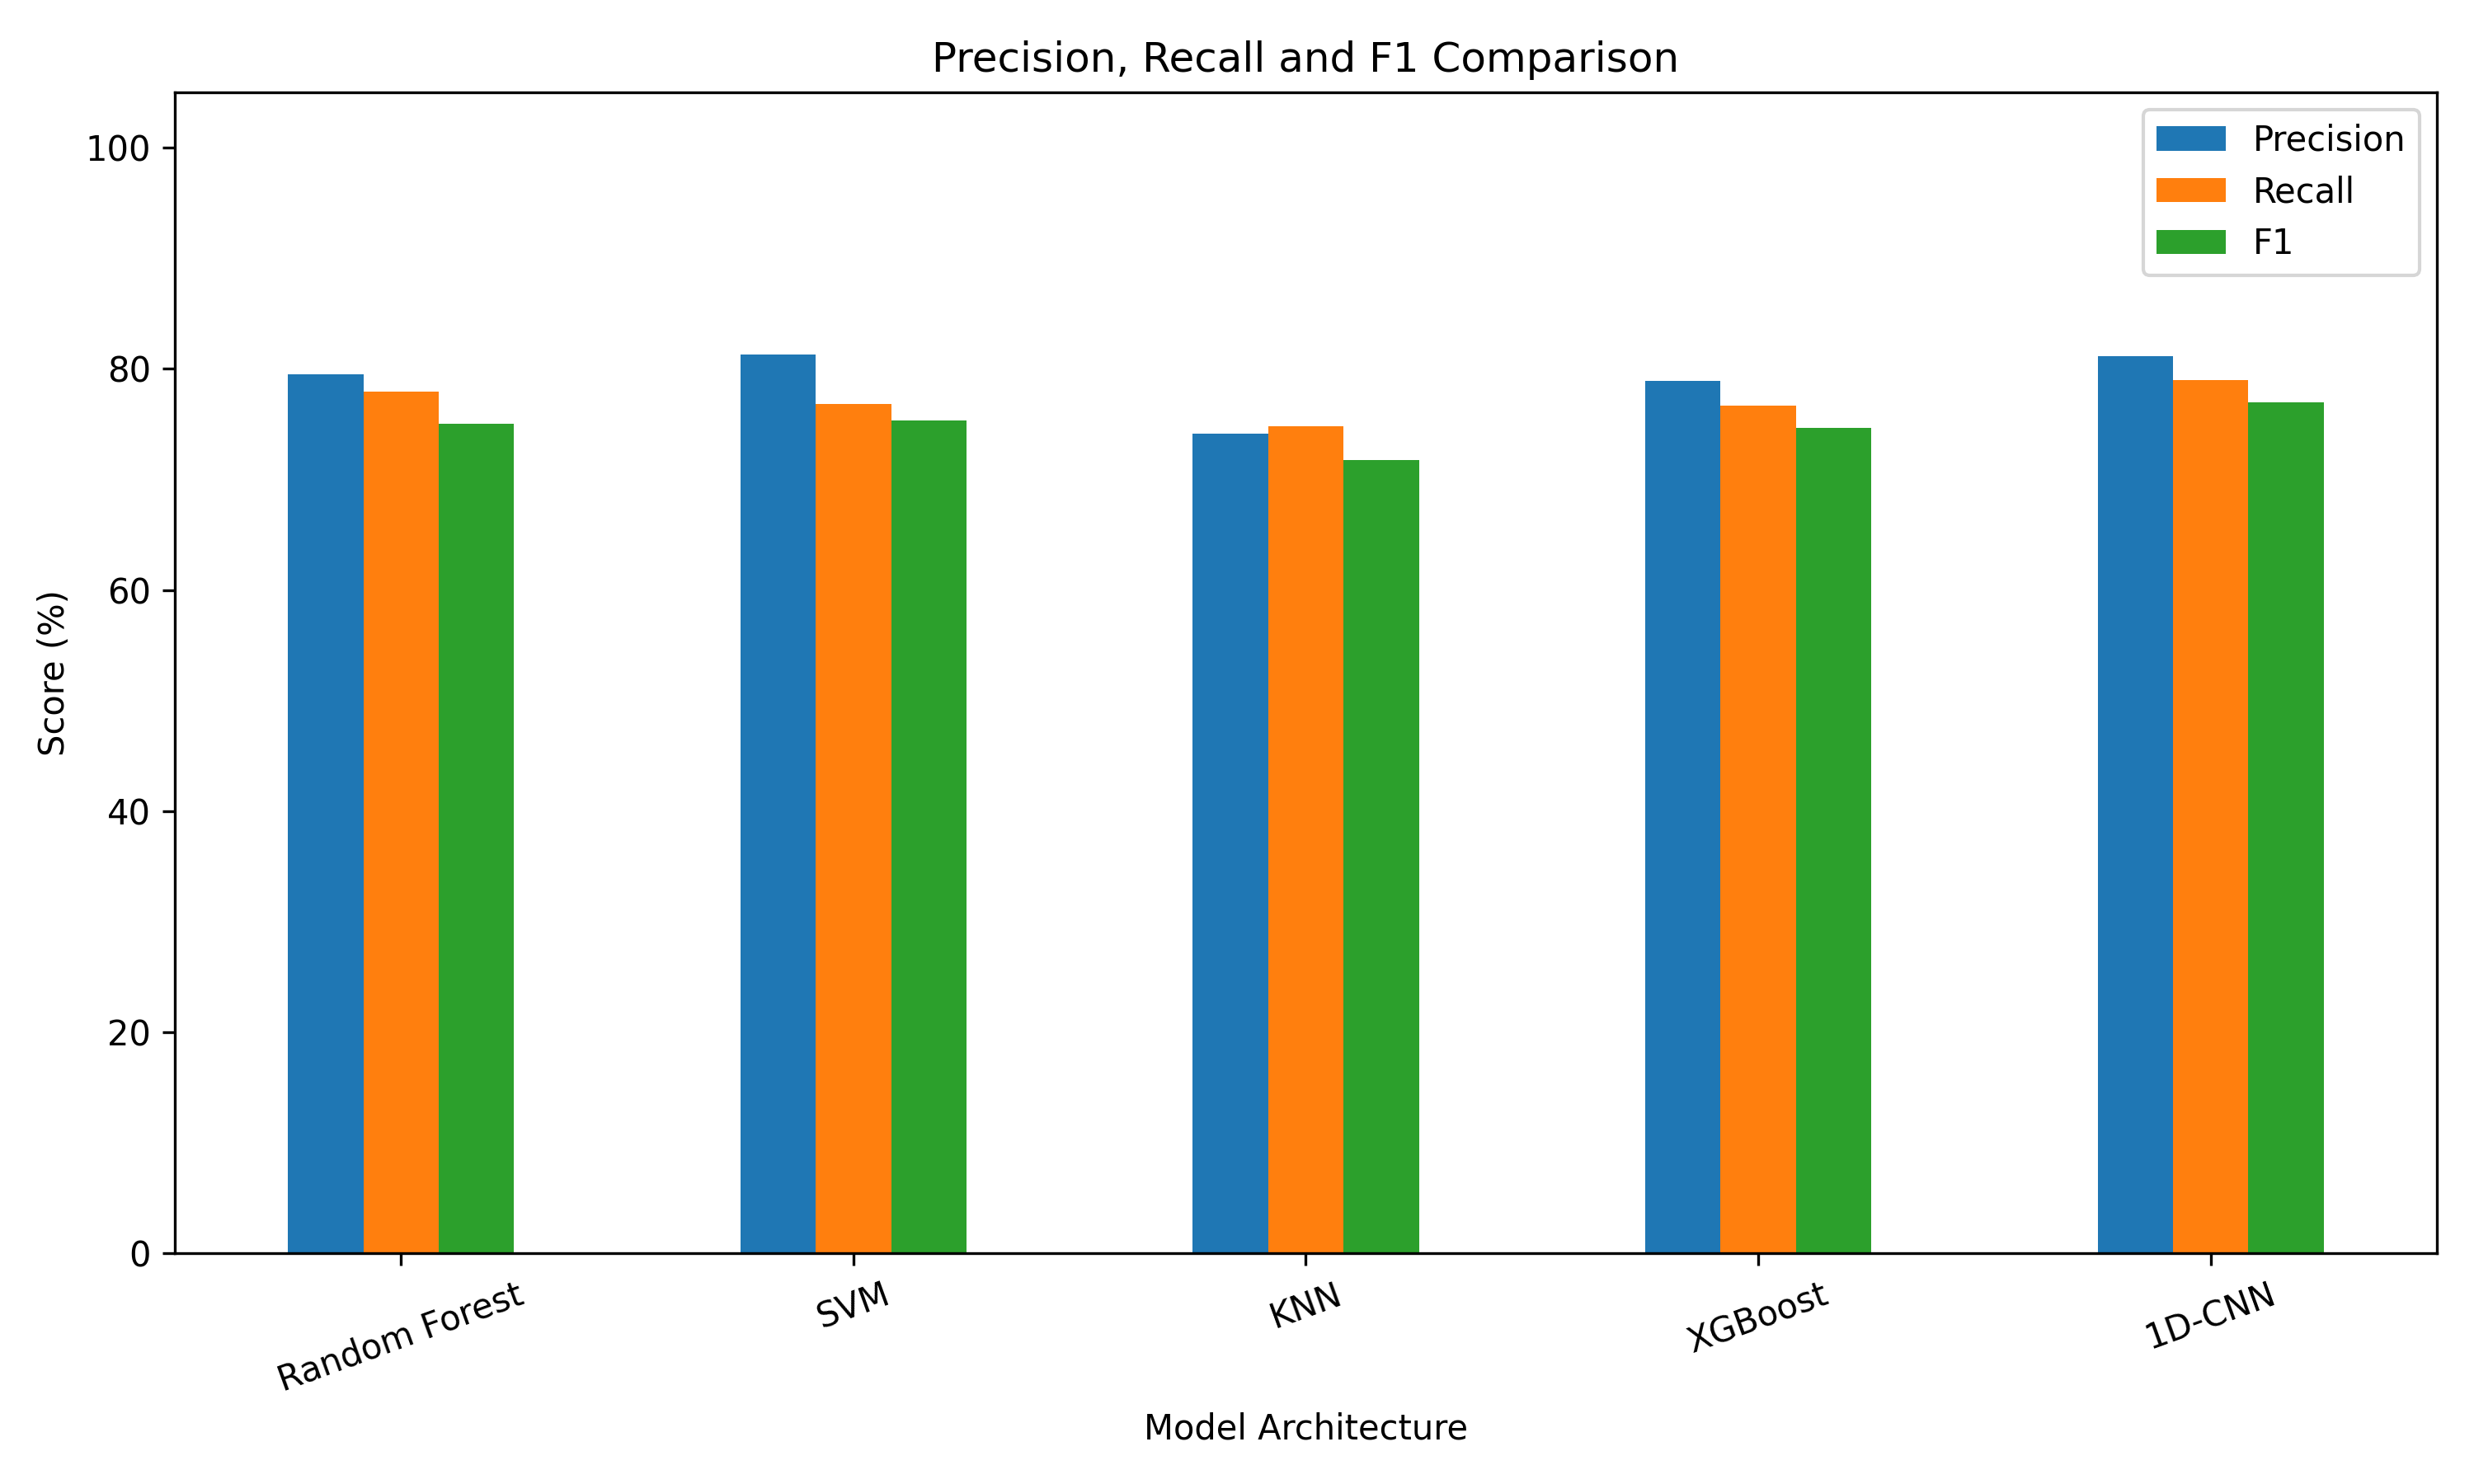 Precision, Recall and F1 Comparison
Precision
Recall
F1
100
80
60
40
20
0
Score (%)
Random Forest
SVM
KNN
XGBoost
1D-CNN
Model Architecture